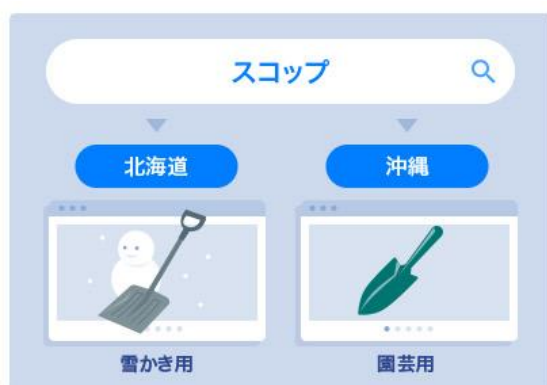 スコップ
北海道
沖縄
雪かき用
園芸用